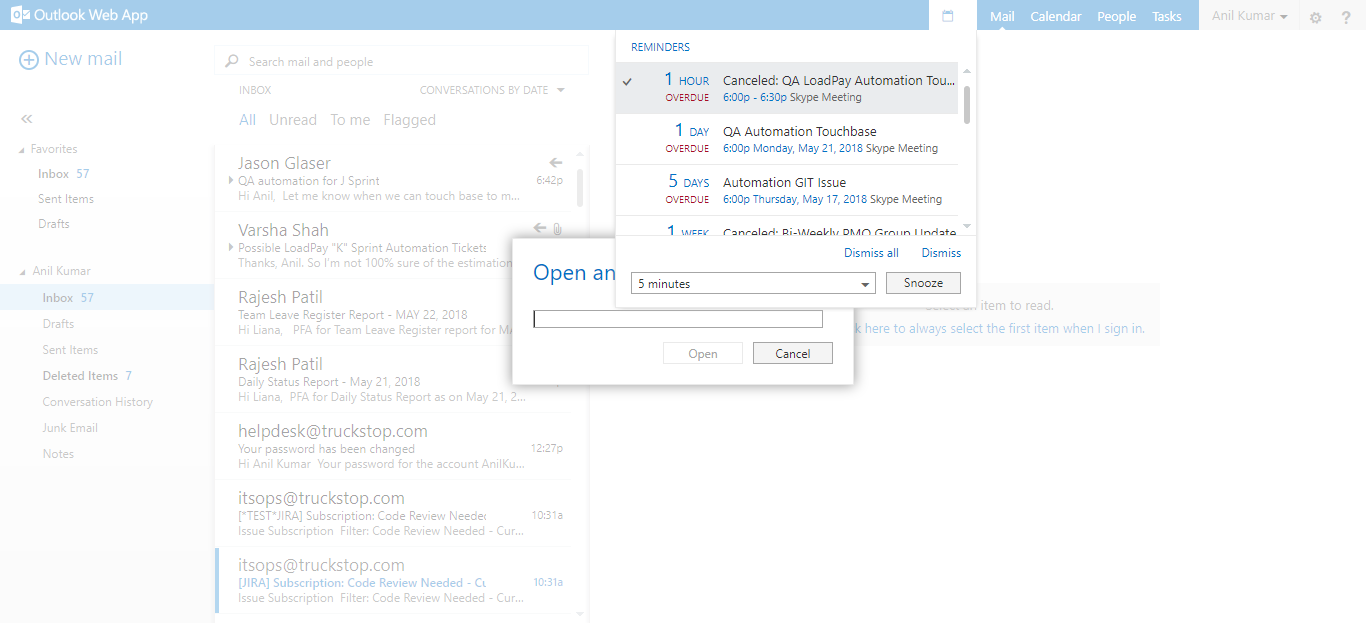 Outlook Web App
Mail Calendar People Tasks Anil Kumar ?
New mail
Search mail and people
INBOX CONVERSATIONS BY DATE
All Unread To me Flagged
Favorites
Inbox 57
Sent Items
Drafts
Anil Kumar
Inbox 57
Drafts
Sent Items
Deleted Items 7
Conversation History
Junk Email
Notes
Jason Glaser
QA automation for J Sprint 6:42p
Hi Anil, Let me know when we can touch base to m...
Varsha Shah
Possible LoadPay "K" Sprint Automation Tickets
Thanks, Anil. So I'm not 100% sure of the estimation
Rajesh Patil
Team Leave Register Report - MAY 22, 2018
Hi Liana, PFA for Team Leave Register report for MA
Rajesh Patil
Daily Status Report - May 21, 2018
Hi Liana, PFA for Daily Status Report as on May 21, 2...
helpdesk@truckstop.com
Your password has been changed 12:27p
Hi Anil Kumar Your password for the account AnilKu...
itsops@truckstop.com
[*TEST*JIRA] Subscription: Code Review Needed 10:31a
Issue Subscription Filter: Code Review Needed - Cur...
itsops@truckstop.com
[JIRA] Subscription: Code Review Needed - Cu 10:31a
Issue Subscription Filter: Code Review Needed - Cur...
REMINDERS
1 HOUR Canceled: QA LoadPay Automation Tou...
OVERDUE 6:00p - 6:30p Skype Meeting
1 DAY QA Automation Touchbase
OVERDUE 6:00p Monday, May 21, 2018 Skype Meeting
5 DAYS Automation GIT Issue
OVERDUE 6:00p Thursday, May 17, 2018 Skype Meeting
1 WEEK Canceled: Bi-Weekly PMO Group Update
Dismiss all Dismiss
5 minutes Snooze
Open an
Open Cancel
item to read.
here to always select the first item when I sign in.